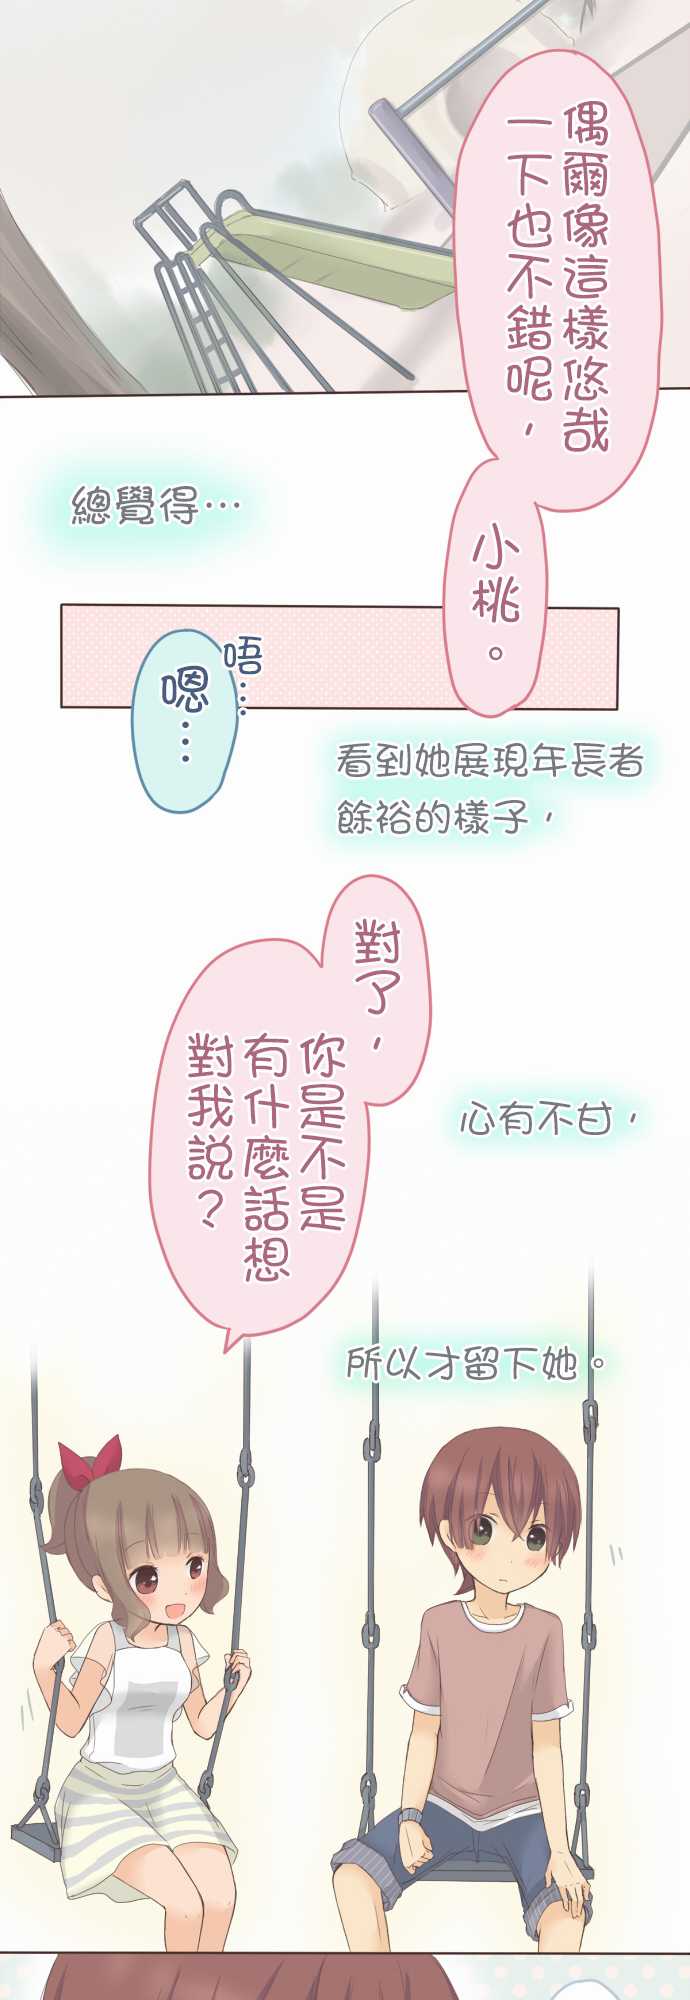 偶爾像這樣悠哉
一下也不錯呢，
小桃。
總覺得…
唔…
嗯…
看到她展現年長者
餘裕的樣子，
對了，
你是不是
有什麼話想
對我說？
心有不甘，
所以才留下她。